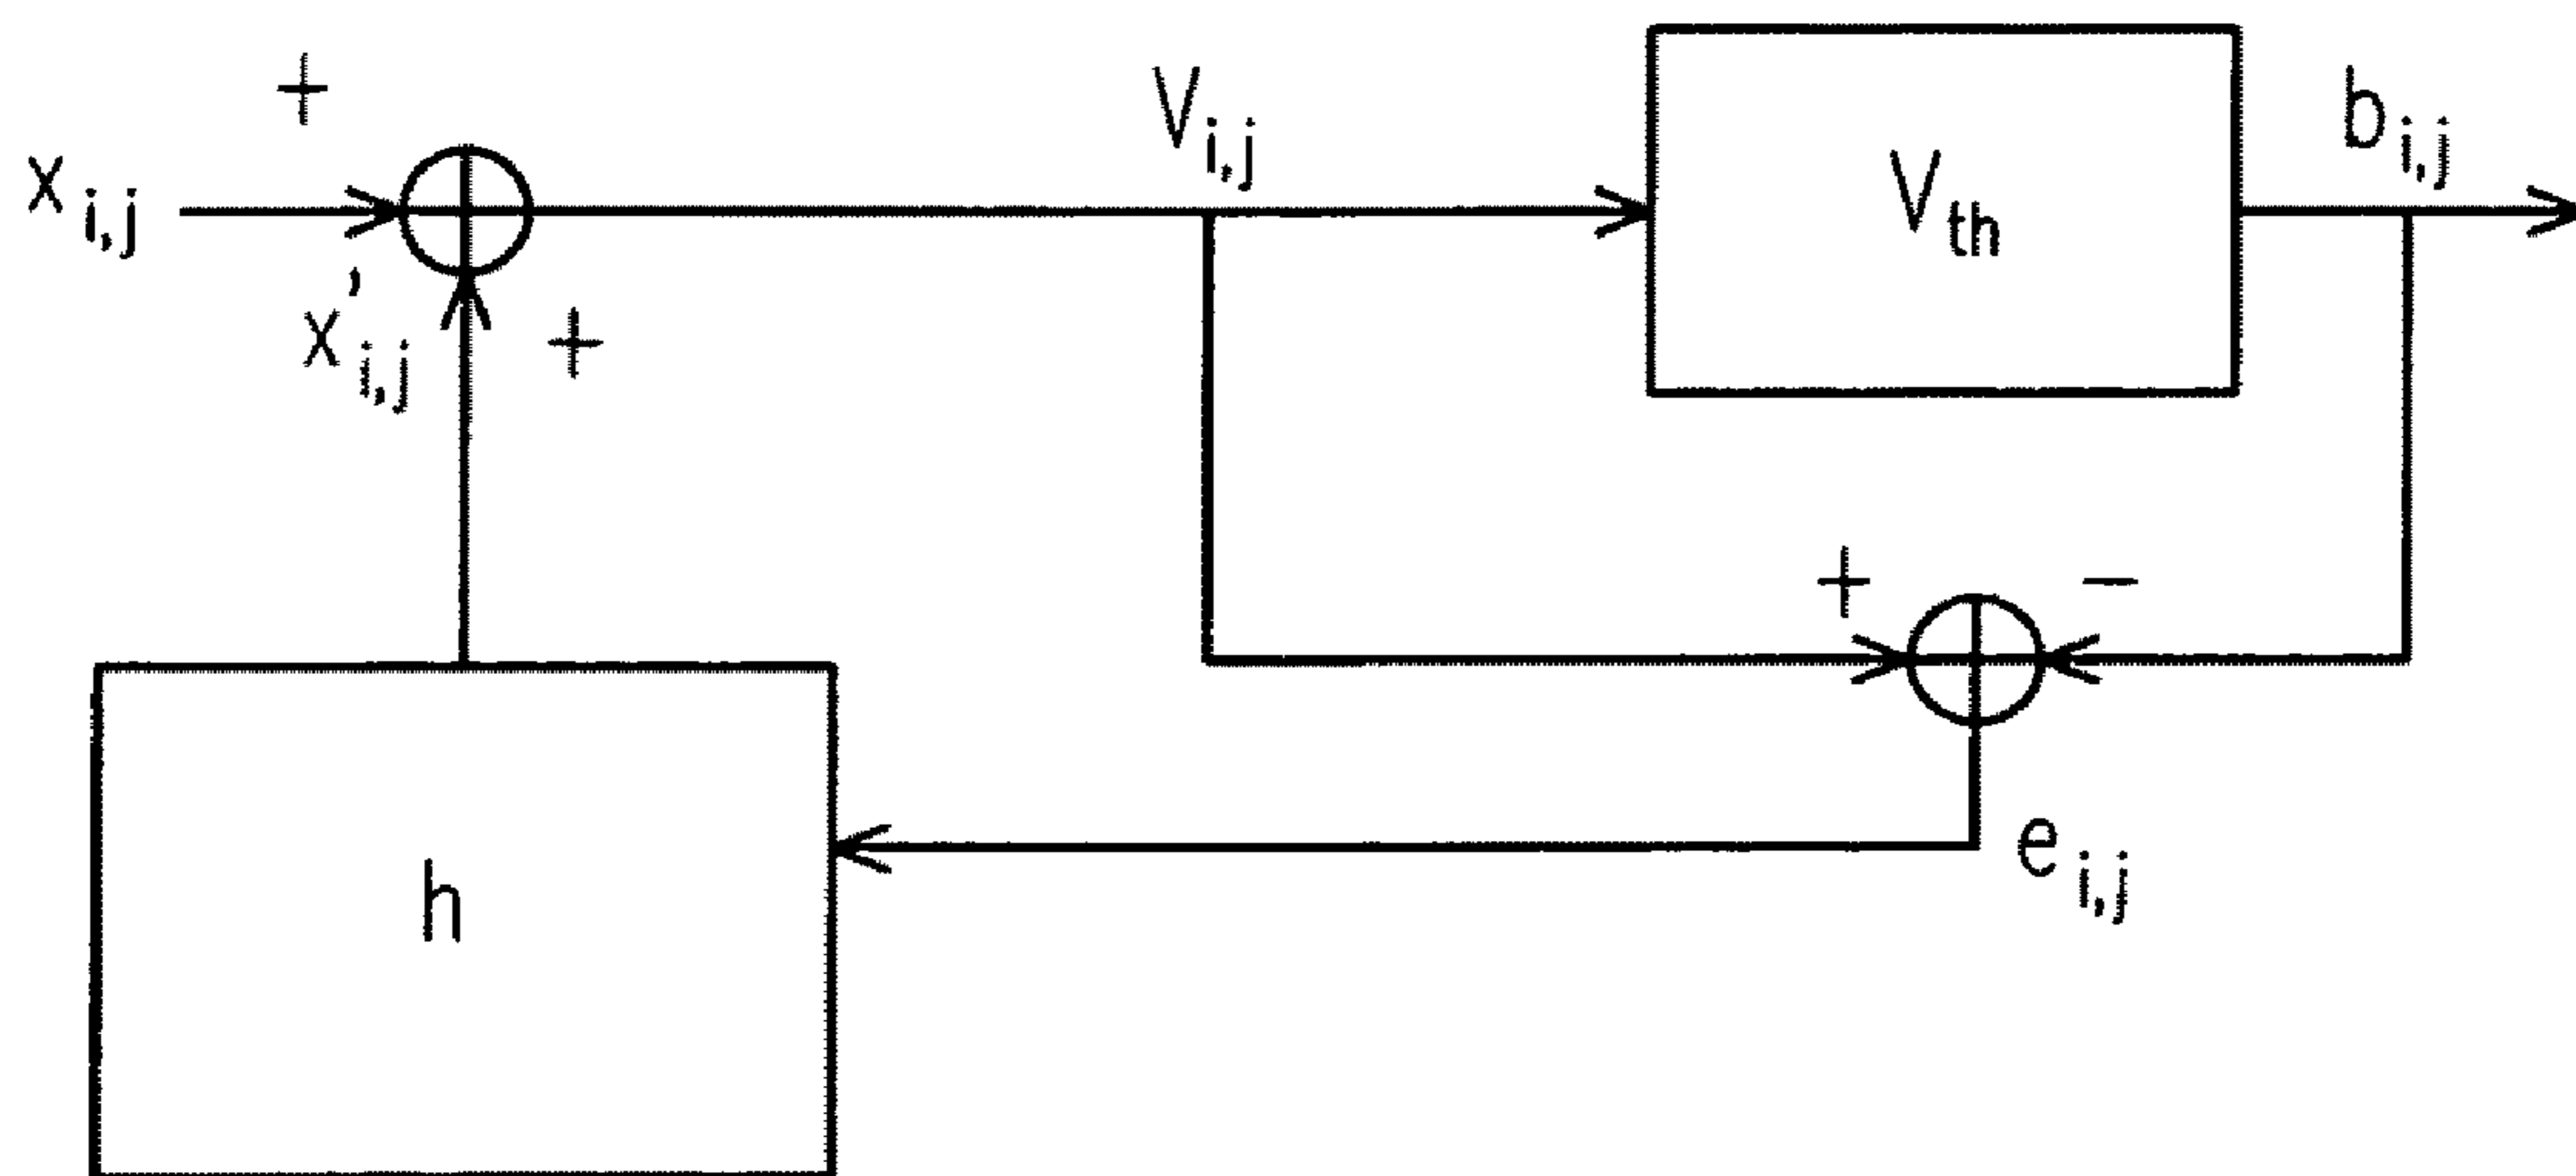 +
x i,j
V i,j
V th
b i,j
x' i,j
+
+
−
h
e i,j